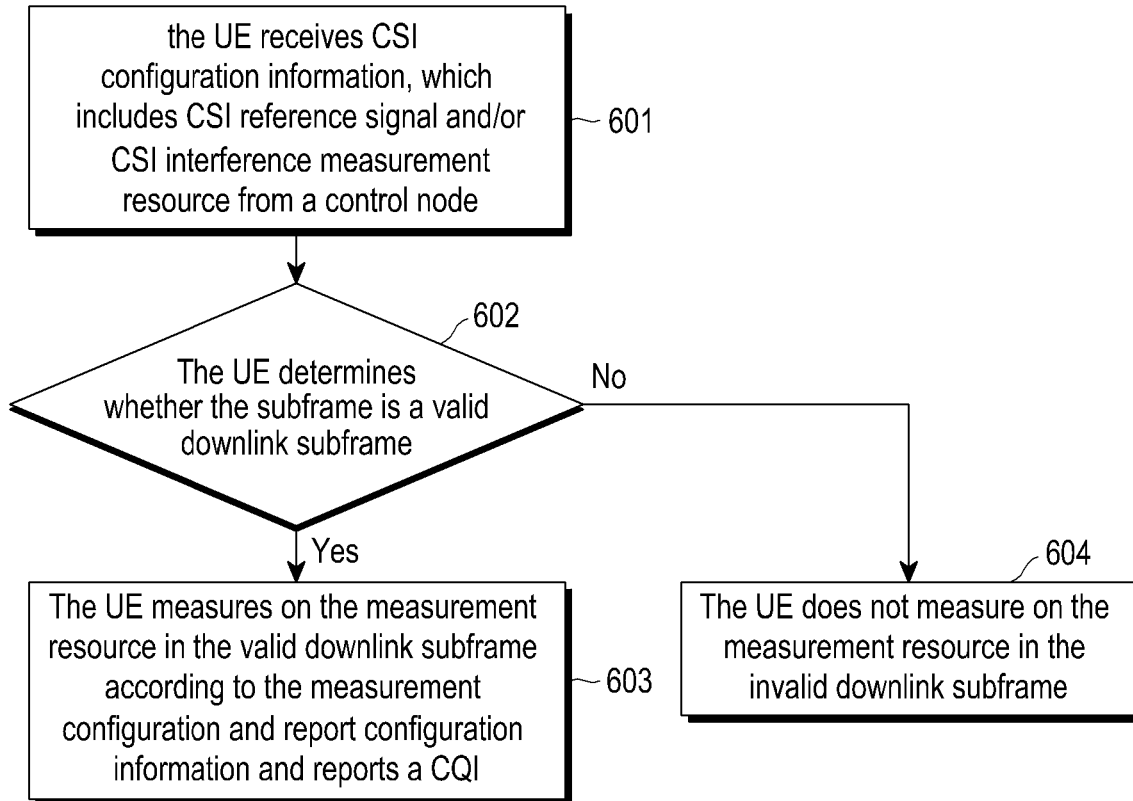 the UE receives CSI
configuration information, which
includes CSI reference signal and/or
CSI interference measurement
resource from a control node
601
602
The UE determines
whether the subframe is a valid
downlink subframe
No
Yes
604
The UE measures on the measurement
resource in the valid downlink subframe
according to the measurement
configuration and report configuration
information and reports a CQI
603
The UE does not measure on the
measurement resource in the
invalid downlink subframe